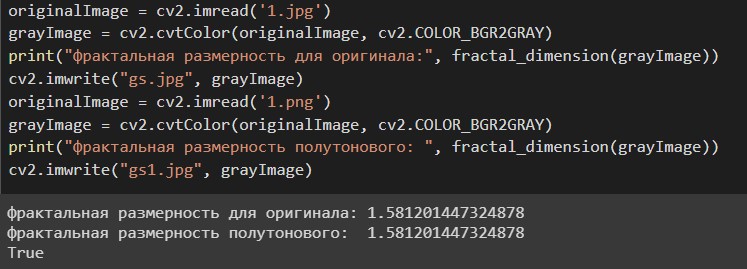 originalImage = cv2.imread('1.jpg')
grayImage = cv2.cvtColor(originalImage, cv2.COLOR_BGR2GRAY)
print("фрактальная размерность для оригинала:", fractal_dimension(grayImage))
cv2.imwrite("gs.jpg", grayImage)
originalImage = cv2.imread('1.png')
grayImage = cv2.cvtColor(originalImage, cv2.COLOR_BGR2GRAY)
print("фрактальная размерность полутонового: ", fractal_dimension(grayImage))
cv2.imwrite("gs1.jpg", grayImage)
фрактальная размерность для оригинала: 1.581201447324878
фрактальная размерность полутонового:  1.581201447324878
True